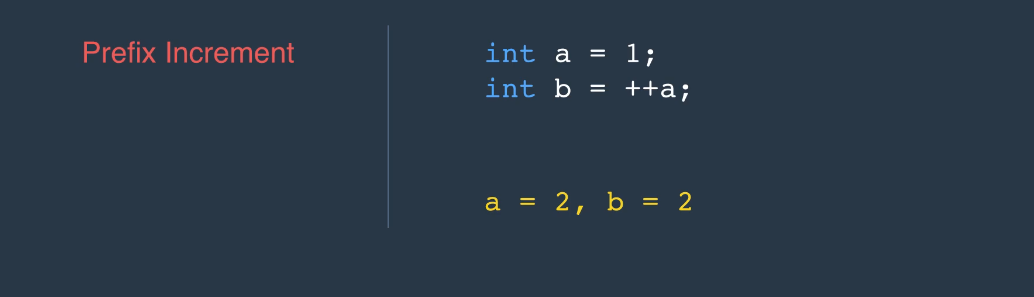 Prefix Increment
int a = 1;
int b = ++a;
a = 2, b = 2